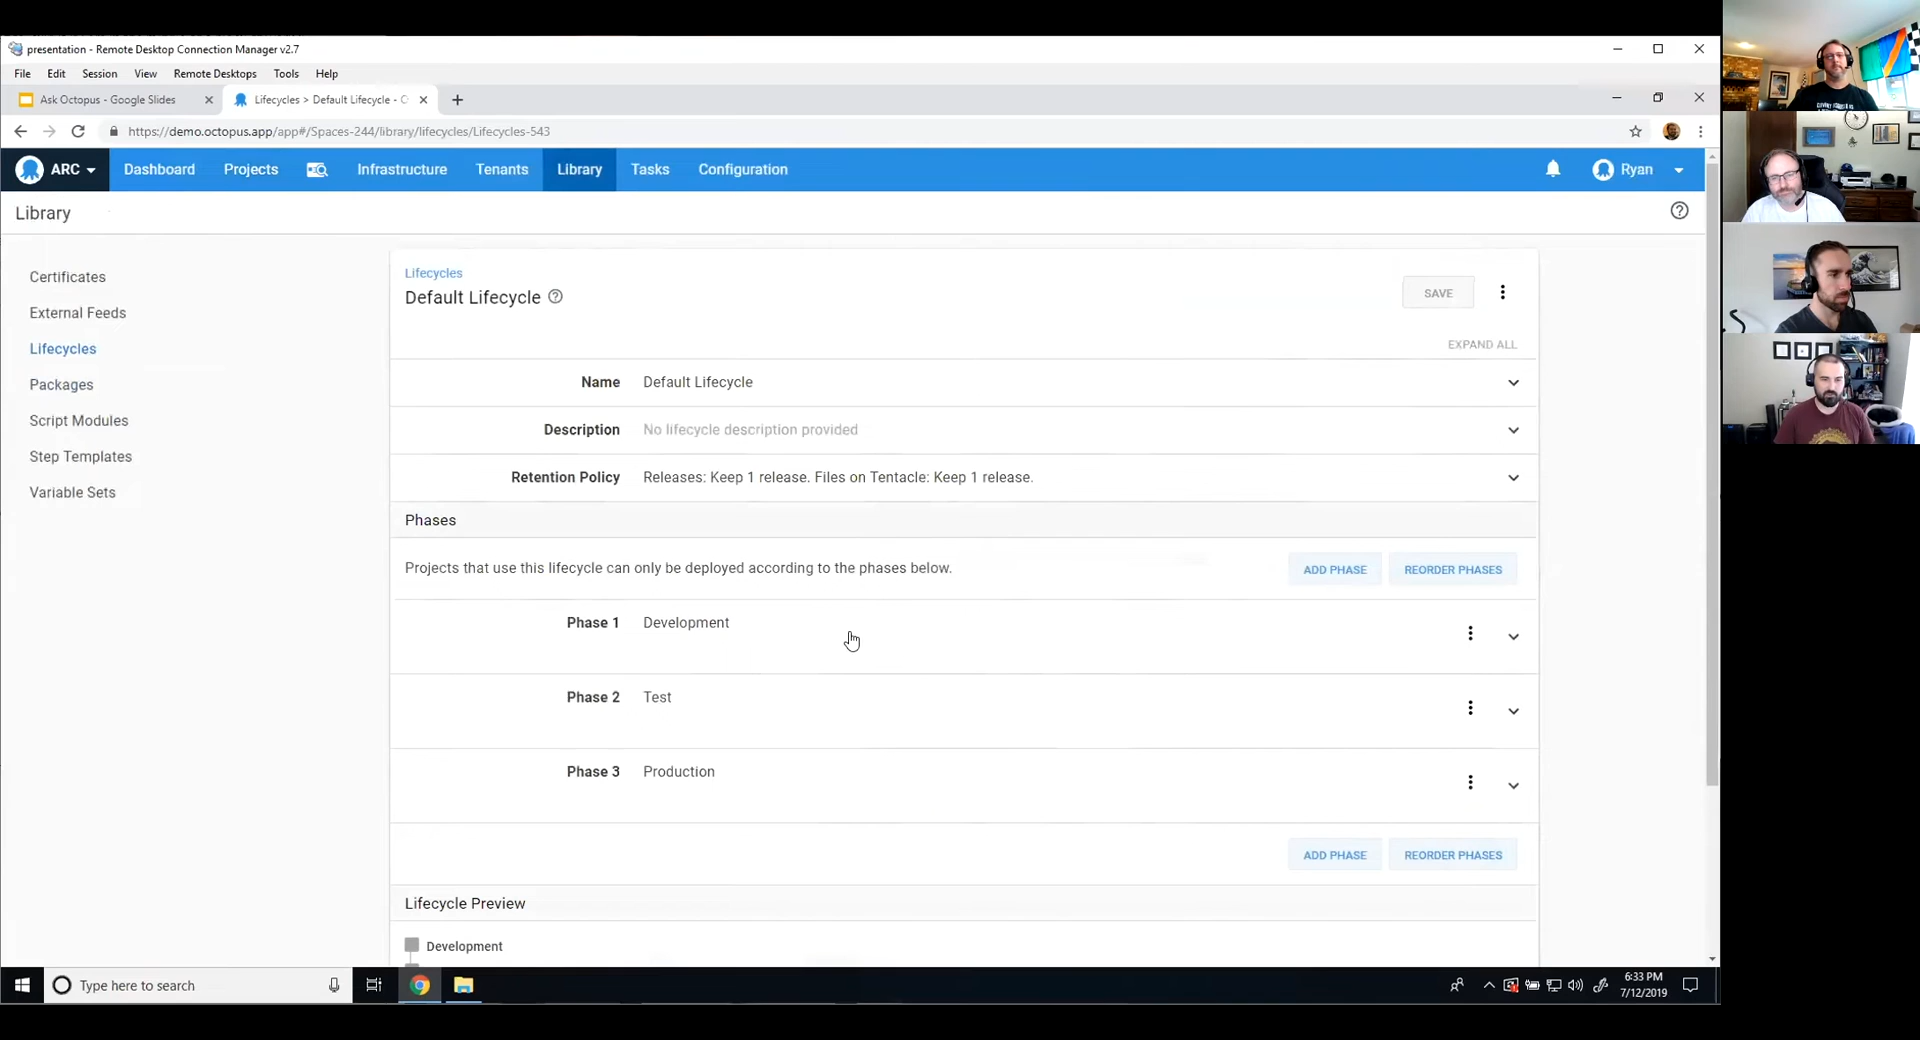 presentation - Remote Desktop Connection Manager v2.7
File Edit Session View Remote Desktops Tools Help
Ask Octopus - Google Slides
Lifecycles > Default Lifecycle -
https://demo.octopus.app/app#/Spaces-244/library/lifecycles/Lifecycles-543
ARC Dashboard Projects Infrastructure Tenants Library Tasks Configuration Ryan
Library
Certificates
External Feeds
Lifecycles
Packages
Script Modules
Step Templates
Variable Sets
Lifecycles
Default Lifecycle
SAVE
EXPAND ALL
Name Default Lifecycle
Description No lifecycle description provided
Retention Policy Releases: Keep 1 release. Files on Tentacle: Keep 1 release.
Phases
Projects that use this lifecycle can only be deployed according to the phases below.
ADD PHASE REORDER PHASES
Phase 1 Development
Phase 2 Test
Phase 3 Production
ADD PHASE REORDER PHASES
Lifecycle Preview
Development
Type here to search
6:33 PM
7/12/2019